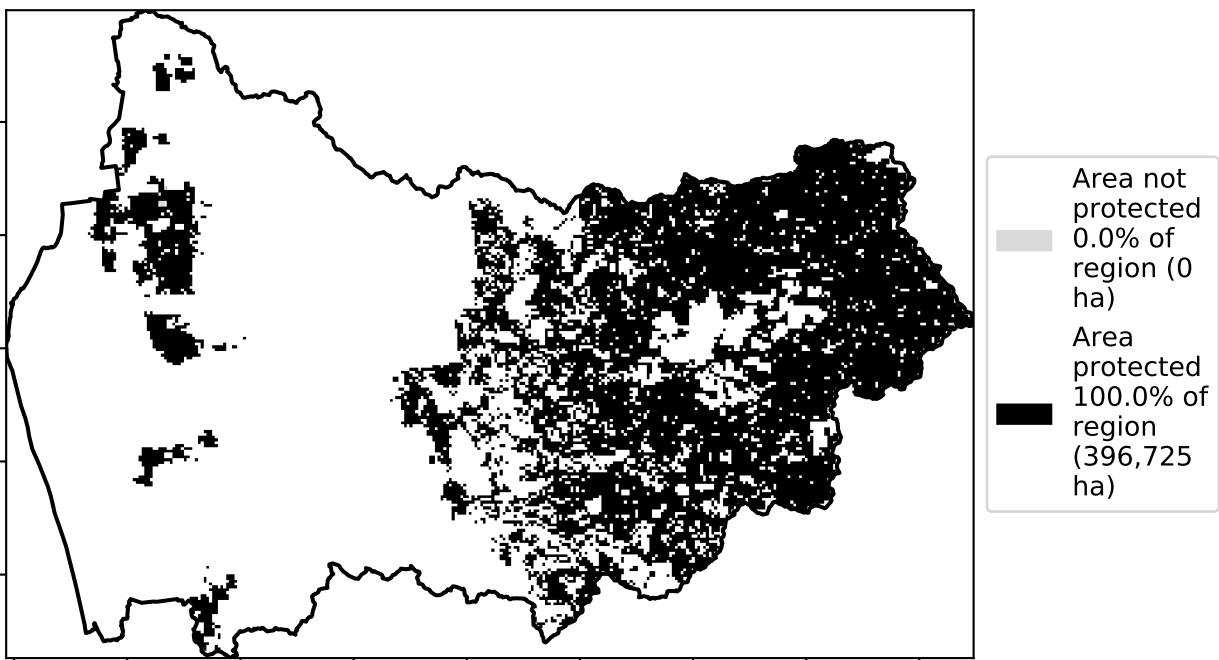 Area not
protected
0.0% of
region (0
ha)
Area
protected
100.0% of
region
(396,725
ha)